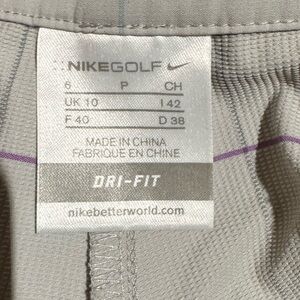 NIKEGOLF
6 P CH
UK 10 I 42
F 40 D 38
MADE IN CHINA
FABRIQUE EN CHINE
DRI-FIT
nikebetterworld.com